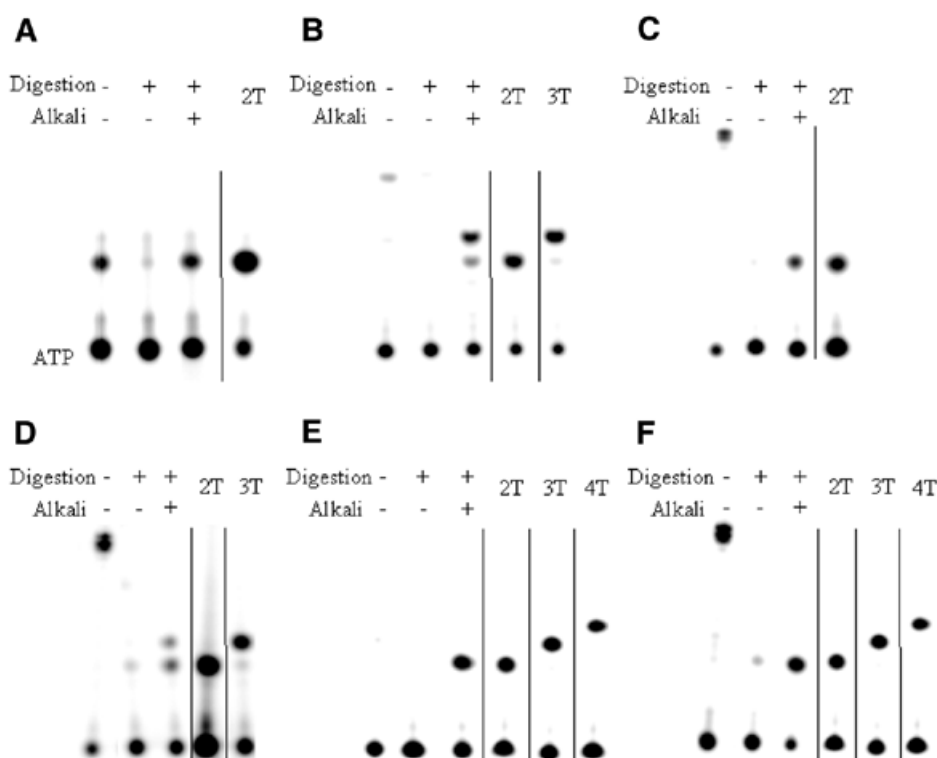 A B C
Digestion - + + 2T
Alkali - - +
Digestion - + + 2T 3T
Alkali - - +
Digestion - + + 2T
Alkali - - +
ATP
D E F
Digestion - + + 2T 3T
Alkali - - +
Digestion - + + 2T 3T 4T
Alkali - - +
Digestion - + + 2T 3T 4T
Alkali - - +